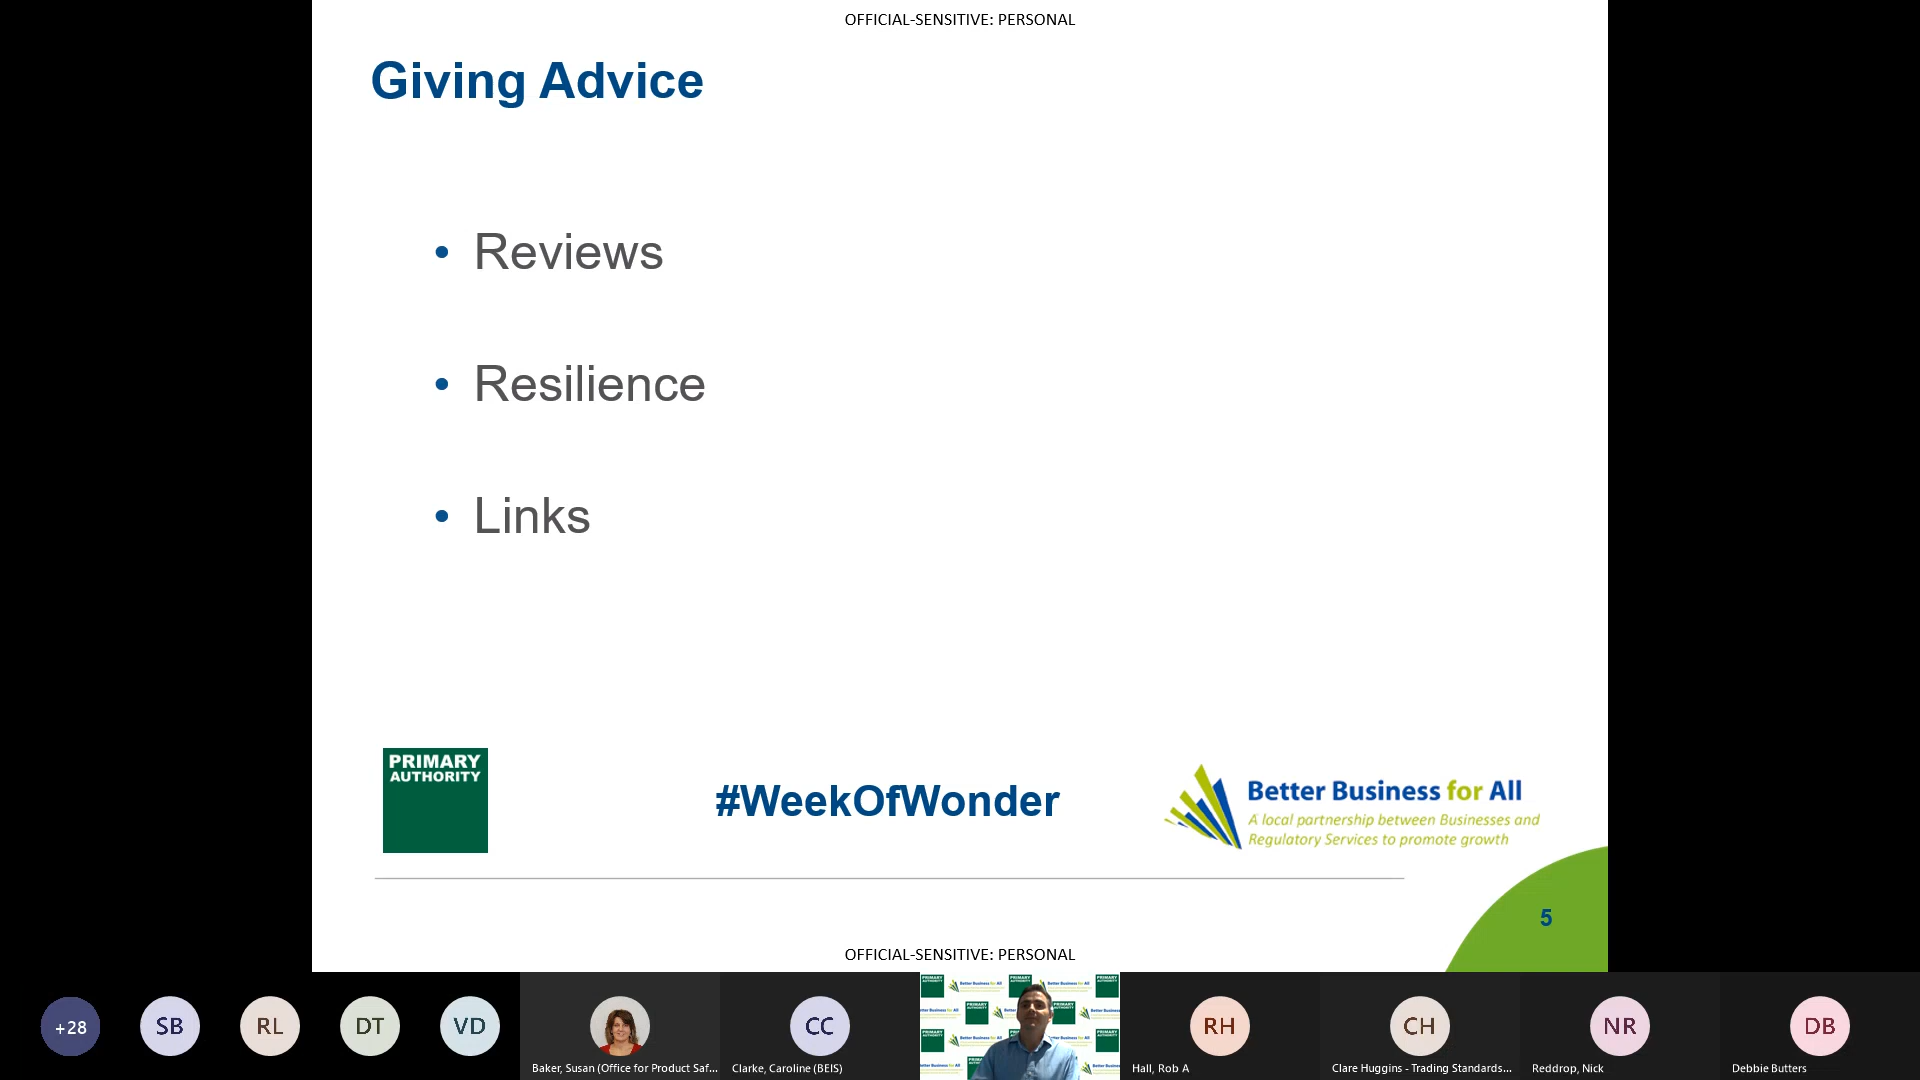 OFFICIAL-SENSITIVE: PERSONAL
Giving Advice
• Reviews
• Resilience
• Links
PRIMARY
AUTHORITY
#WeekOfWonder
Better Business for All
A local partnership between Businesses and
Regulatory Services to promote growth
5
OFFICIAL-SENSITIVE: PERSONAL
+28
SB
RL
DT
VD
Baker, Susan (Office for Product Saf...
CC
Clarke, Caroline (BEIS)
RH
Hall, Rob A
CH
Clare Huggins - Trading Standards...
NR
Reddrop, Nick
DB
Debbie Butters